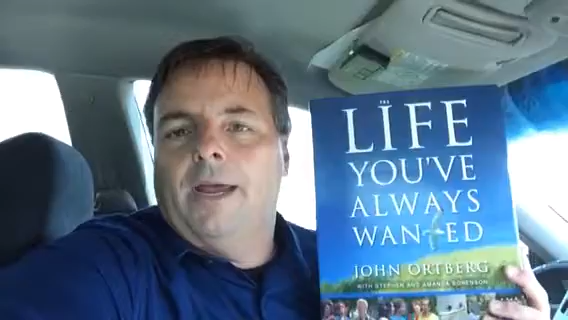 THE
LIFE
YOU'VE
ALWAYS
WANTED
JOHN ORTBERG
WITH STEPHEN AND AMANDA SORENSON